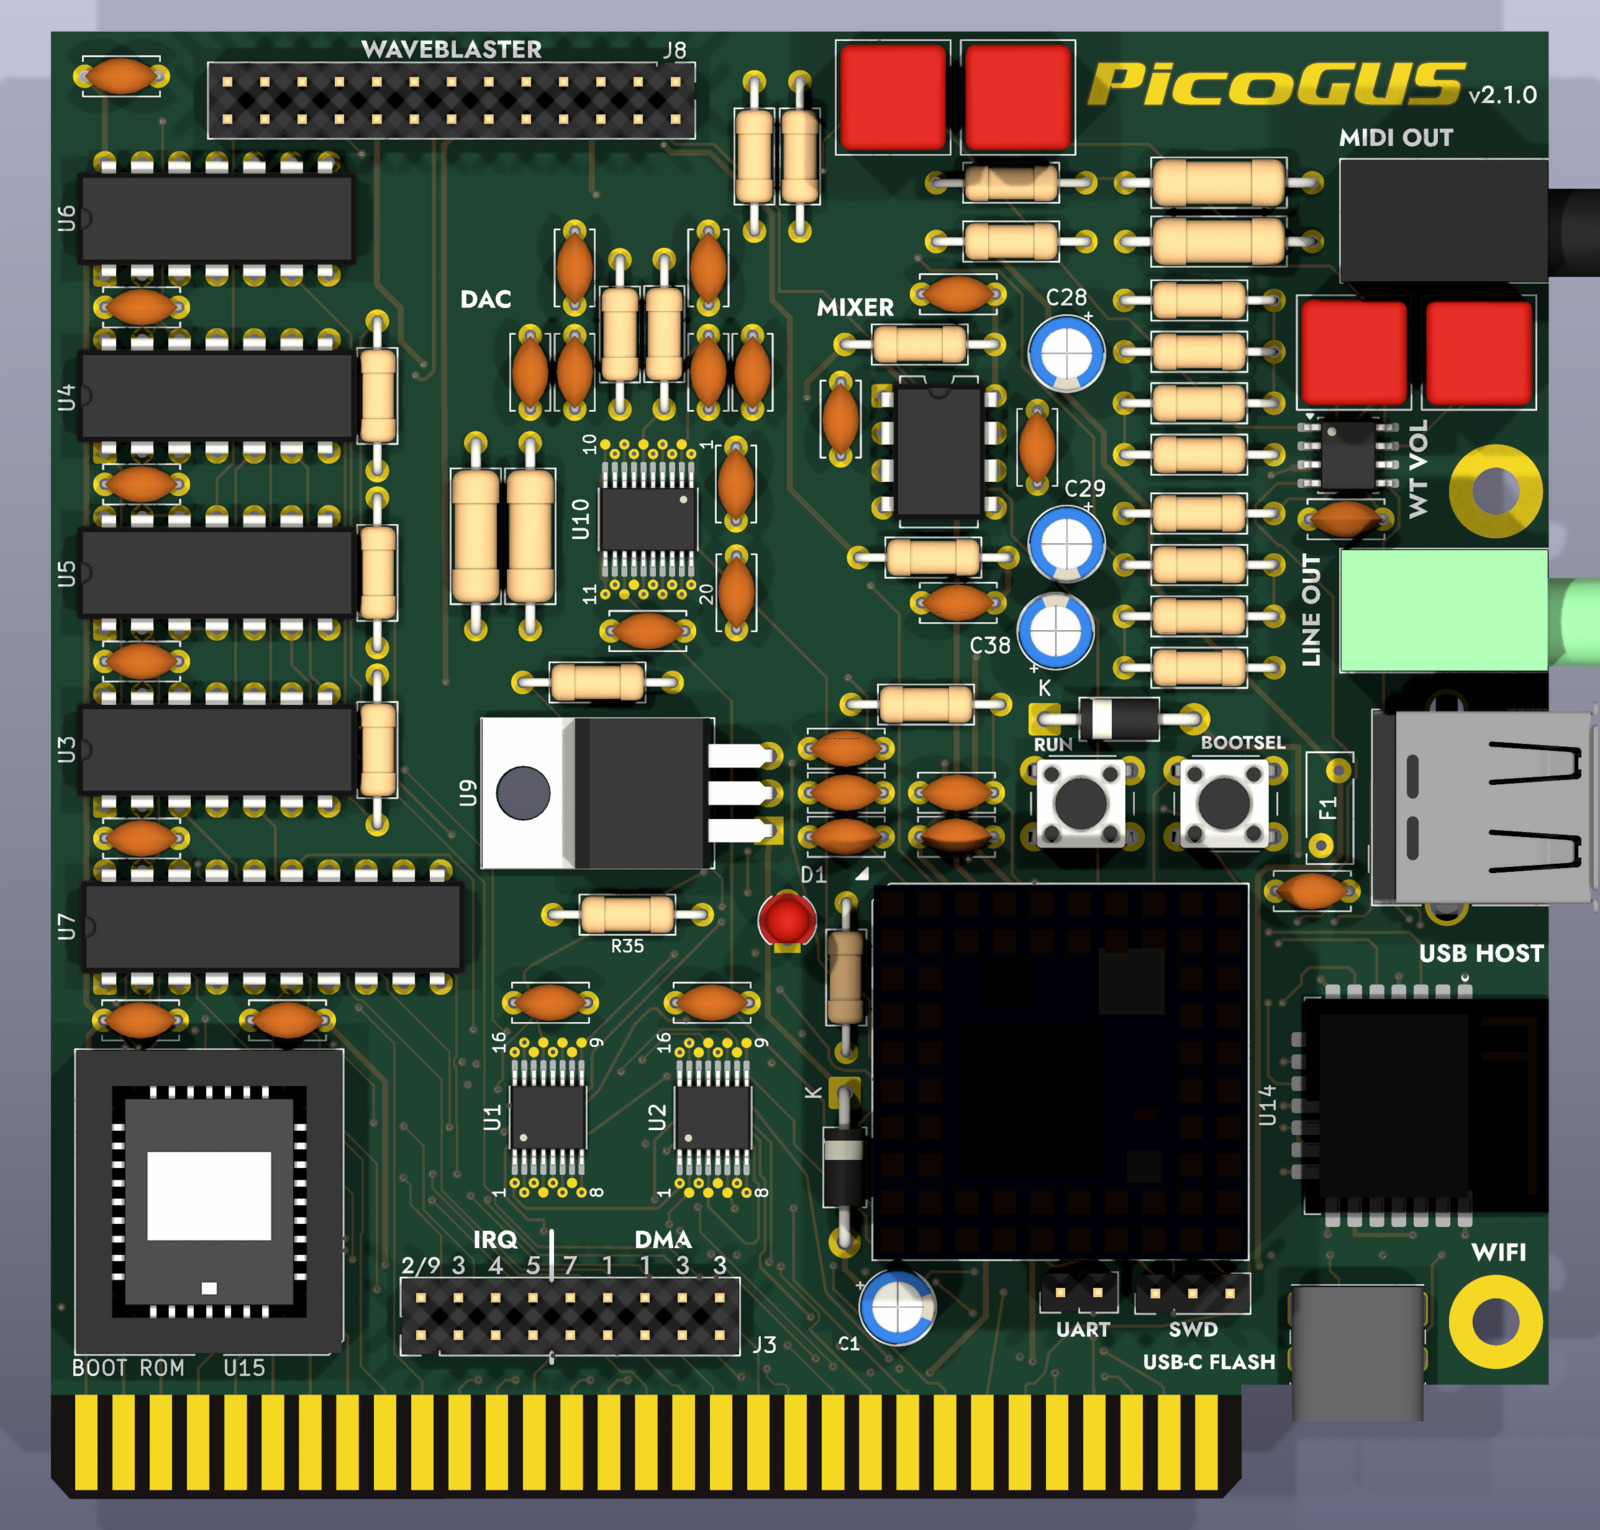 WAVEBLASTER J8
PicoGUS v2.1.0
MIDI OUT
U6
DAC
MIXER
C28
+
U4
10 1
WT VOL
C29
+
U10
U5
11 20
LINE OUT
C38
+
K
RUN
BOOTSEL
U3
U9
F1
D1
U7
R35
USB HOST
16 9
16 9
K
U14
U1
U2
1 8
1 8
IRQ DMA
2/9 3 4 5 7 1 1 3 3
WIFI
+
J3
C1
UART
SWD
BOOT ROM U15
USB-C FLASH